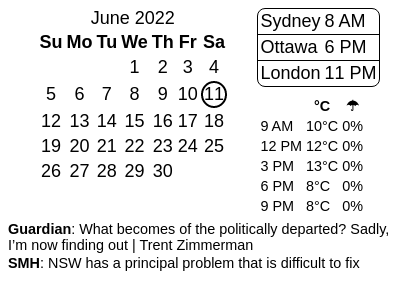 June 2022
Su Mo Tu We Th Fr Sa
1 2 3 4
5 6 7 8 9 10 11
12 13 14 15 16 17 18
19 20 21 22 23 24 25
26 27 28 29 30
Sydney 8 AM
Ottawa 6 PM
London 11 PM
°C ☂
9 AM 10°C 0%
12 PM 12°C 0%
3 PM 13°C 0%
6 PM 8°C 0%
9 PM 8°C 0%
Guardian: What becomes of the politically departed? Sadly,
I’m now finding out | Trent Zimmerman
SMH: NSW has a principal problem that is difficult to fix